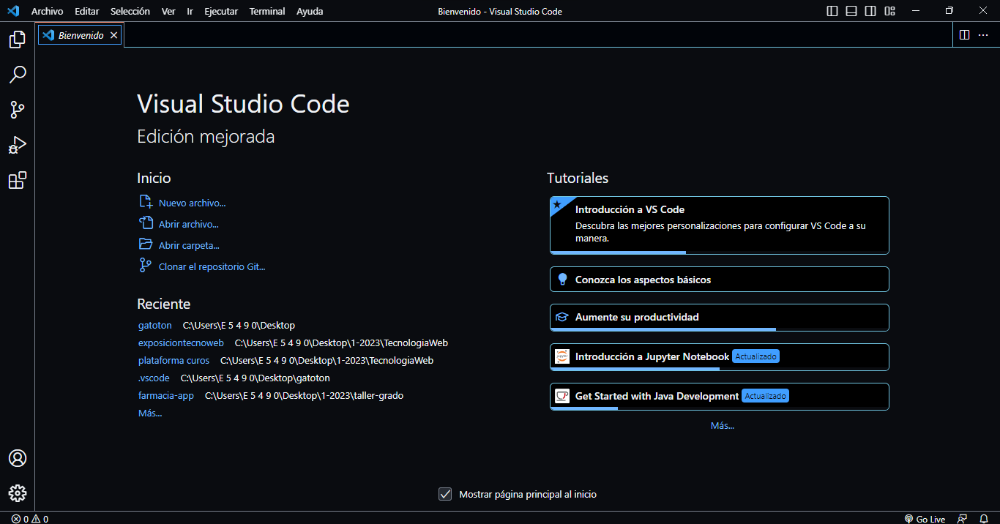 Archivo Editar Selección Ver Ir Ejecutar Terminal Ayuda Bienvenido - Visual Studio Code
Bienvenido
Visual Studio Code
Edición mejorada
Inicio
Nuevo archivo...
Abrir archivo...
Abrir carpeta...
Clonar el repositorio Git...
Reciente
gatoton C:\Users\E 5 4 9 0\Desktop
exposiciontecnoweb C:\Users\E 5 4 9 0\Desktop\1-2023\TecnologiaWeb
plataforma curos C:\Users\E 5 4 9 0\Desktop\1-2023\TecnologiaWeb
.vscode C:\Users\E 5 4 9 0\Desktop\gatoton
farmacia-app C:\Users\E 5 4 9 0\Desktop\1-2023\taller-grado
Más...
Tutoriales
Introducción a VS Code
Descubra las mejores personalizaciones para configurar VS Code a su
manera.
Conozca los aspectos básicos
Aumente su productividad
jupyter Introducción a Jupyter Notebook Actualizado
Get Started with Java Development Actualizado
Más...
Mostrar página principal al inicio
0 0 Go Live